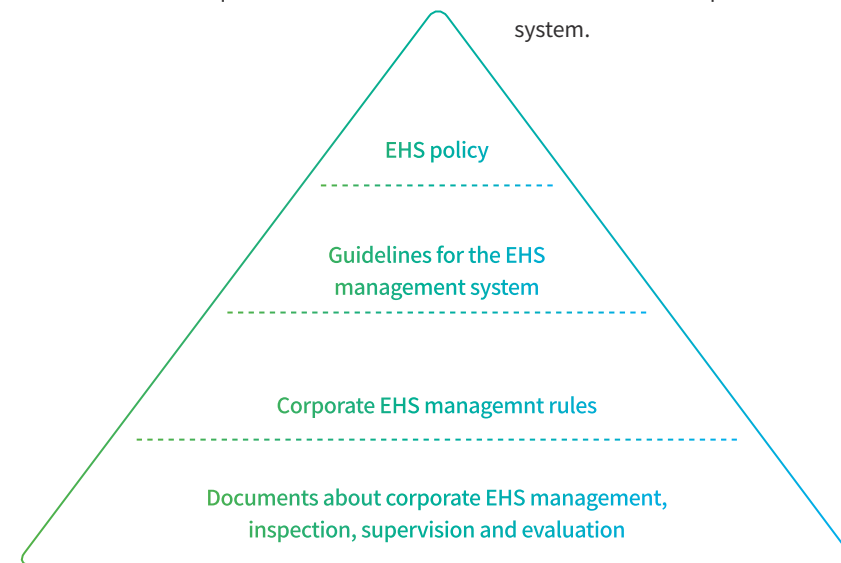 system.
EHS policy
Guidelines for the EHS
management system
Corporate EHS managemnt rules
Documents about corporate EHS management,
inspection, supervision and evaluation